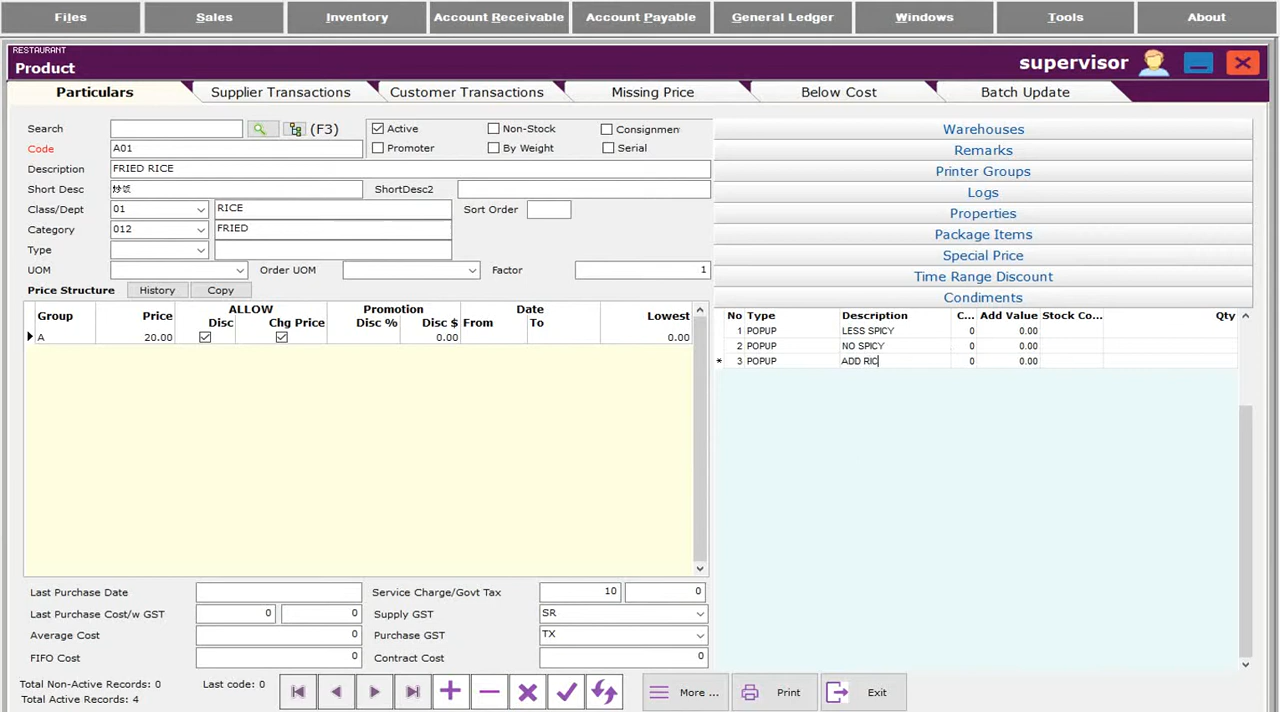 Files Sales Inventory Account Receivable Account Payable General Ledger Windows Tools About
RESTAURANT
Product
supervisor
Particulars Supplier Transactions Customer Transactions Missing Price Below Cost Batch Update
Search (F3)
Active Non-Stock Consignmen
Code A01
Promoter By Weight Serial
Description FRIED RICE
Short Desc ShortDesc2
Class/Dept 01 RICE Sort Order
Category 012 FRIED
Type
UOM Order UOM Factor 1
Price Structure History Copy
ALLOW Promotion Date
Group Price Disc Chg Price Disc % Disc $ From To Lowest
A 20.00 0.00 0.00
Last Purchase Date
Service Charge/Govt Tax 10 0
Last Purchase Cost/w GST 0 0
Supply GST SR
Average Cost 0
Purchase GST TX
FIFO Cost 0
Contract Cost 0
Warehouses
Remarks
Printer Groups
Logs
Properties
Package Items
Special Price
Time Range Discount
Condiments
No Type Description C... Add Value Stock Co... Qty
1 POPUP LESS SPICY 0 0.00
2 POPUP NO SPICY 0 0.00
* 3 POPUP ADD RIC 0 0.00
Total Non-Active Records: 0 Last code: 0
Total Active Records: 4
More ... Print Exit